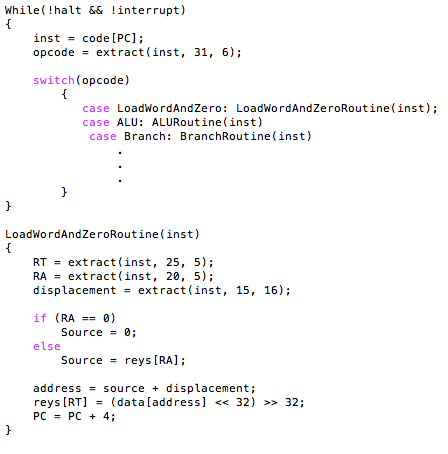 While(!halt && !interrupt)
{
    inst = code[PC];
    opcode = extract(inst, 31, 6);
    switch(opcode)
        {
           case LoadWordAndZero: LoadWordAndZeroRoutine(inst);
           case ALU: ALURoutine(inst)
            case Branch: BranchRoutine(inst)
                .
                .
                .
        }
}
LoadWordAndZeroRoutine(inst)
{
    RT = extract(inst, 25, 5);
    RA = extract(inst, 20, 5);
    displacement = extract(inst, 15, 16);
    if (RA == 0)
        Source = 0;
    else
        Source = reys[RA];
    address = source + displacement;
    reys[RT] = (data[address] << 32) >> 32;
    PC = PC + 4;
}